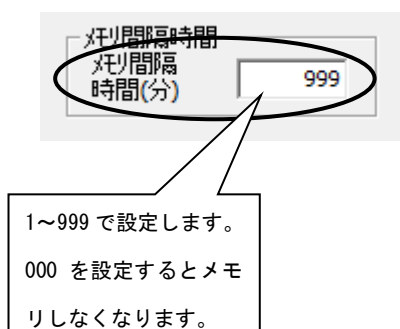 メモリ間隔時間
メモリ間隔
時間(分)
999
1～999 で設定します。
000 を設定するとメモ
リしなくなります。